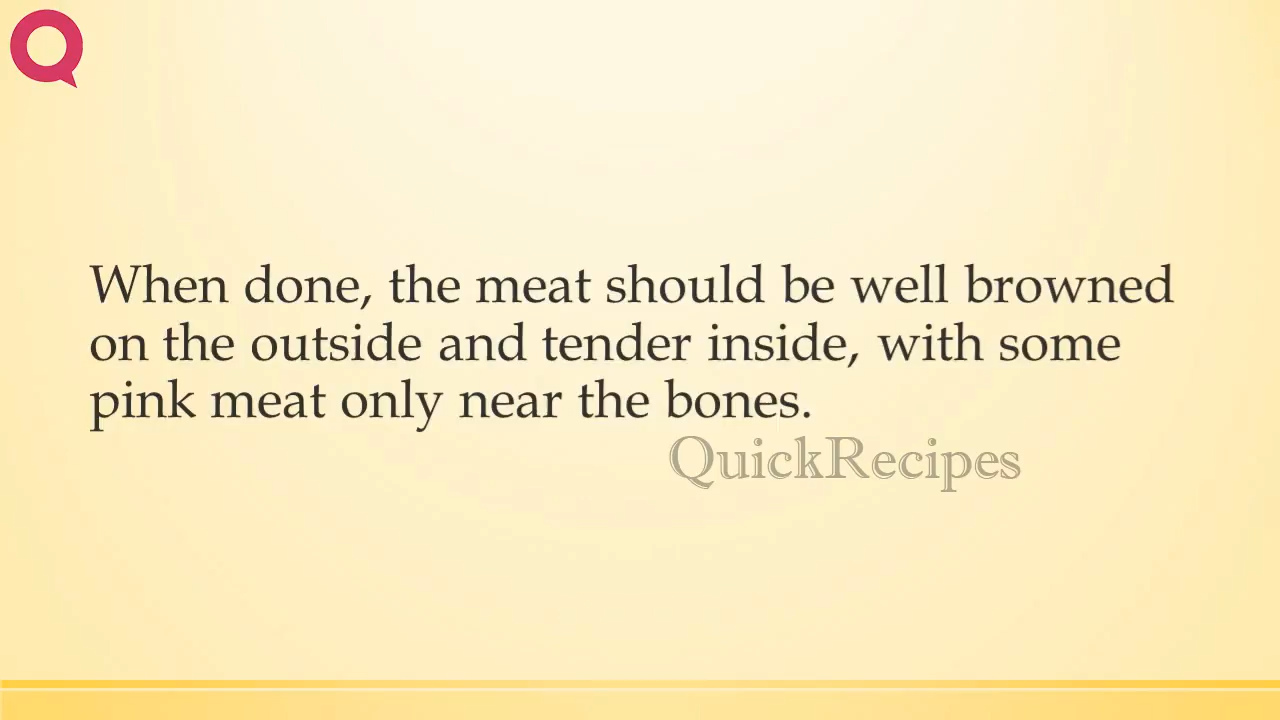 When done, the meat should be well browned
on the outside and tender inside, with some
pink meat only near the bones.
QuickRecipes